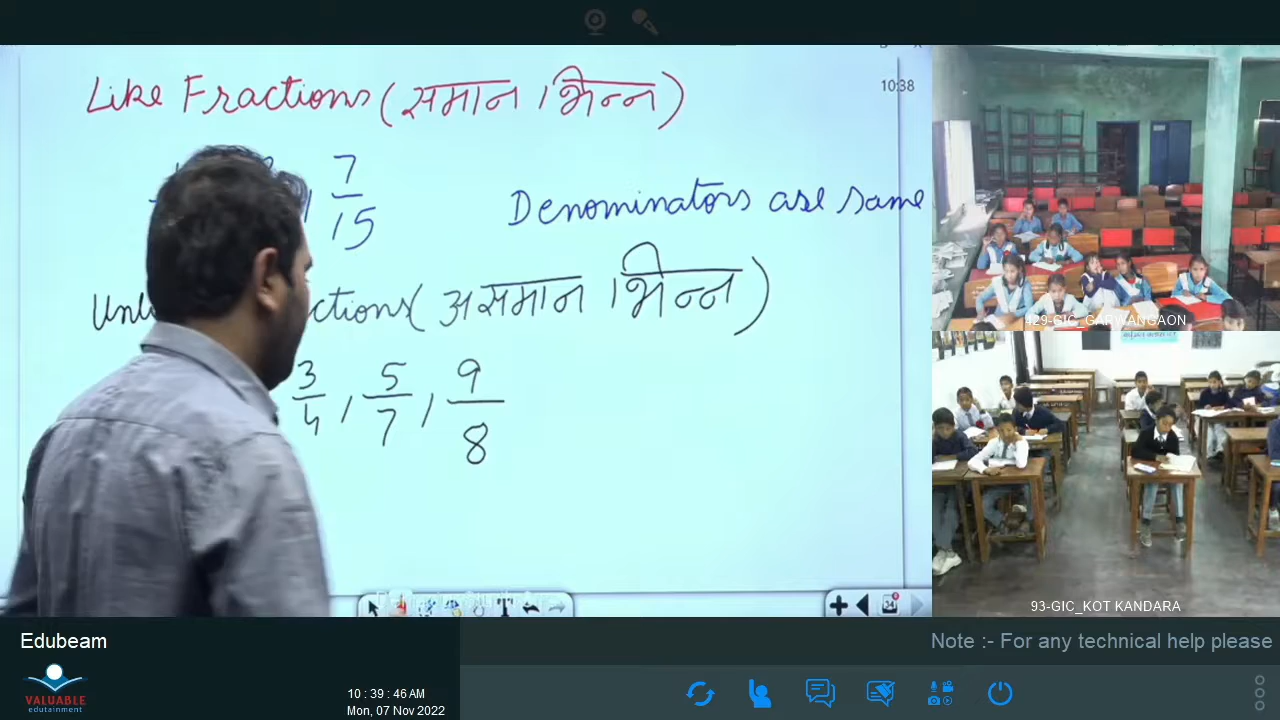 10:38
Like Fractions (समान भिन्न)
7/15
Denominators are same
Fractions (असमान भिन्न)
3/4, 5/7, 9/8
429-GIC_GARWANGAON
93-GIC_KOT KANDARA
Edubeam
Note :- For any technical help please
VALUABLE
edutainment
10 : 39 : 46 AM
Mon, 07 Nov 2022